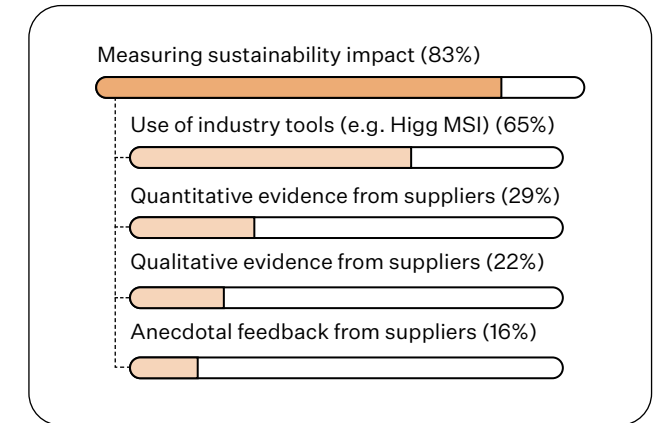 Measuring sustainability impact (83%)
Use of industry tools (e.g. Higg MSI) (65%)
Quantitative evidence from suppliers (29%)
Qualitative evidence from suppliers (22%)
Anecdotal feedback from suppliers (16%)